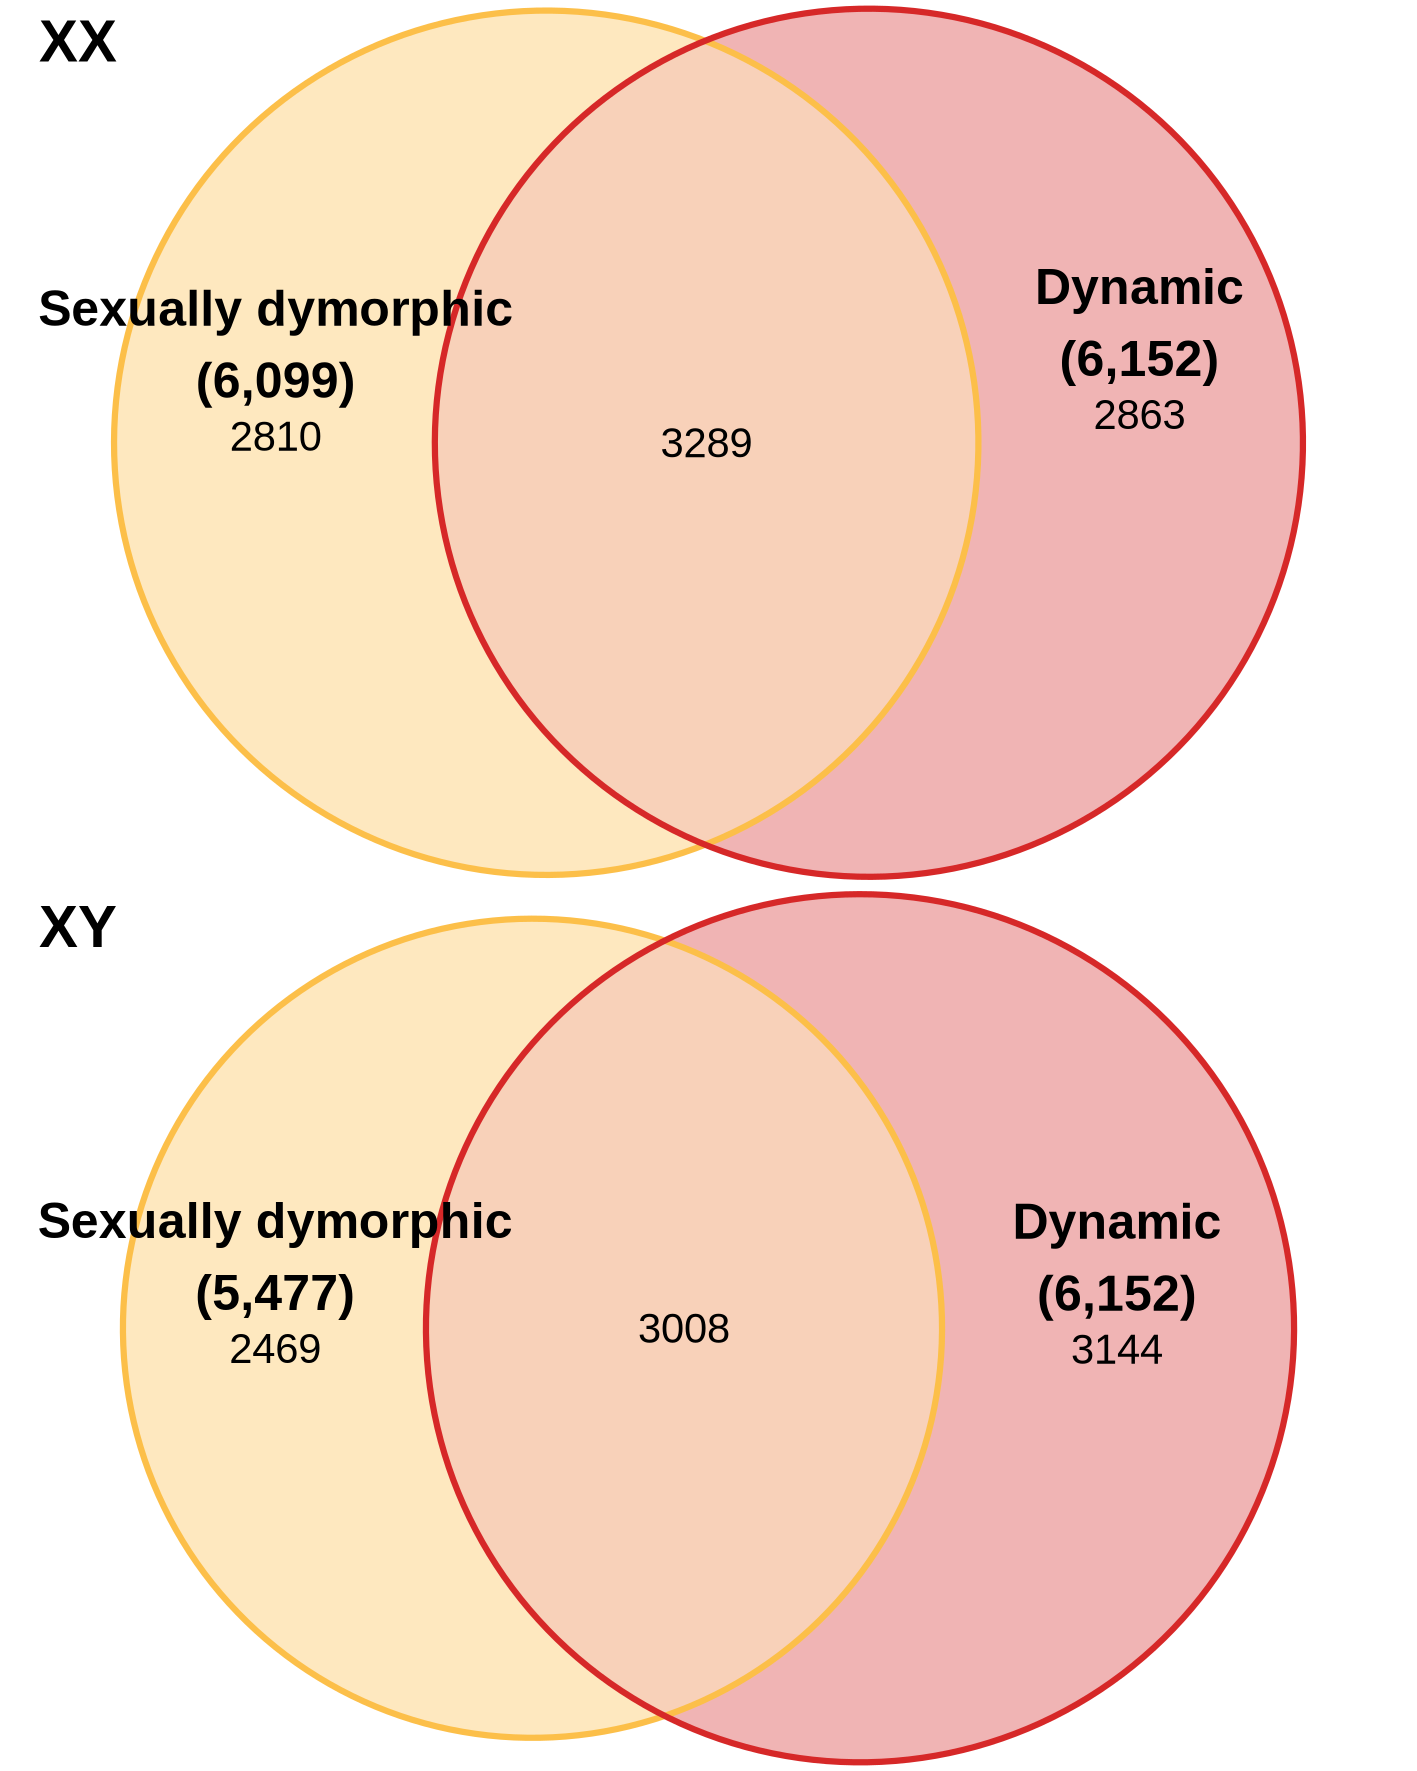 XX
Sexually dymorphic
(6,099)
2810
3289
Dynamic
(6,152)
2863
XY
Sexually dymorphic
(5,477)
2469
3008
Dynamic
(6,152)
3144